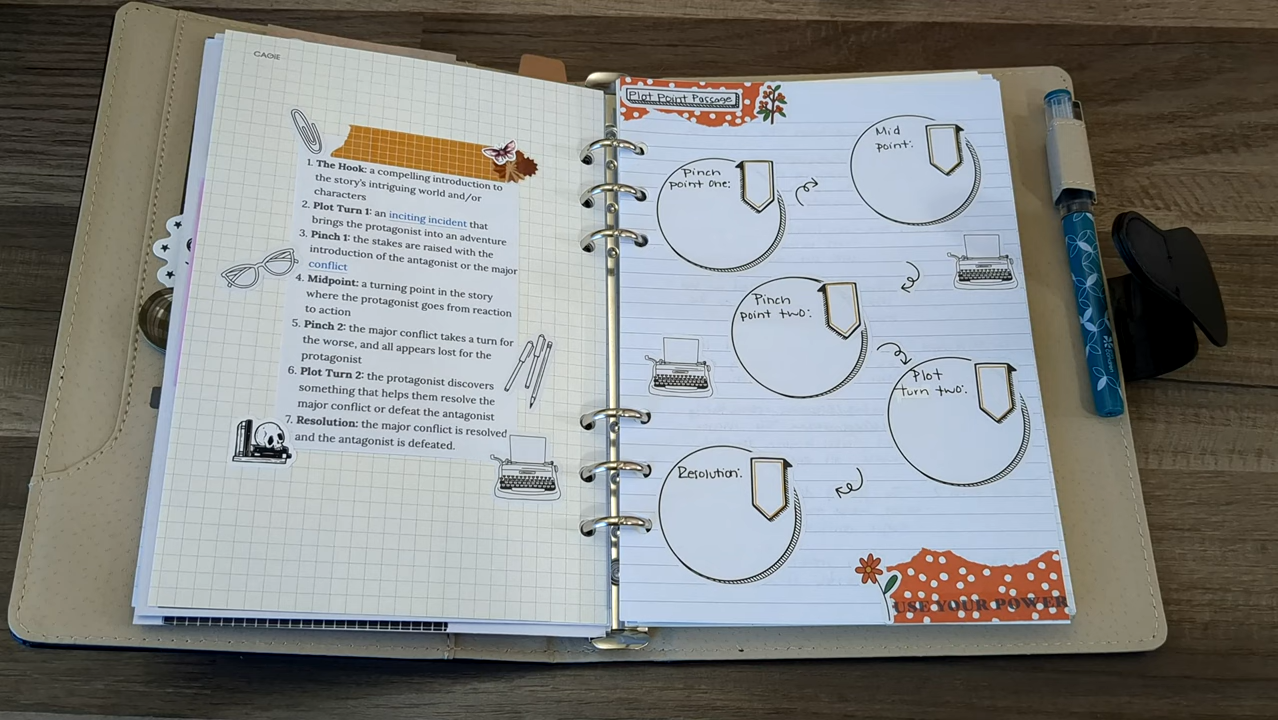 CADIE
1. The Hook: a compelling introduction to
the story's intriguing world and/or
characters
2. Plot Turn 1: an inciting incident that
brings the protagonist into an adventure
3. Pinch 1: the stakes are raised with the
introduction of the antagonist or the major
conflict
4. Midpoint: a turning point in the story
where the protagonist goes from reaction
to action
5. Pinch 2: the major conflict takes a turn for
the worse, and all appears lost for the
protagonist
6. Plot Turn 2: the protagonist discovers
something that helps them resolve the
major conflict or defeat the antagonist
7. Resolution: the major conflict is resolved
and the antagonist is defeated.
Plot Point Passage
Pinch
point one:
Mid
point:
Pinch
point two:
Plot
turn two:
Resolution:
USE YOUR POWER